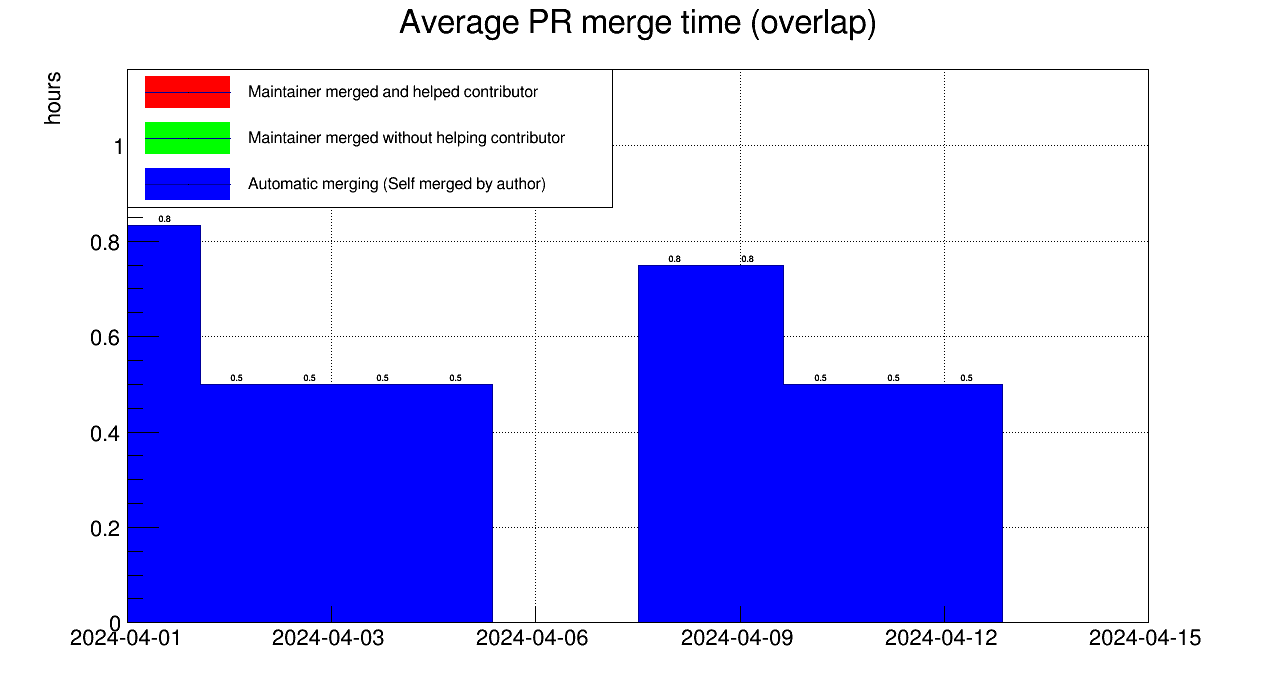 Average PR merge time (overlap)
hours
Maintainer merged and helped contributor
Maintainer merged without helping contributor
Automatic merging (Self merged by author)
1
0.8
0.6
0.4
0.2
0
0.8
0.5 0.5 0.5 0.5
0.8 0.8
0.5 0.5 0.5
2024-04-01 2024-04-03 2024-04-06 2024-04-09 2024-04-12 2024-04-15